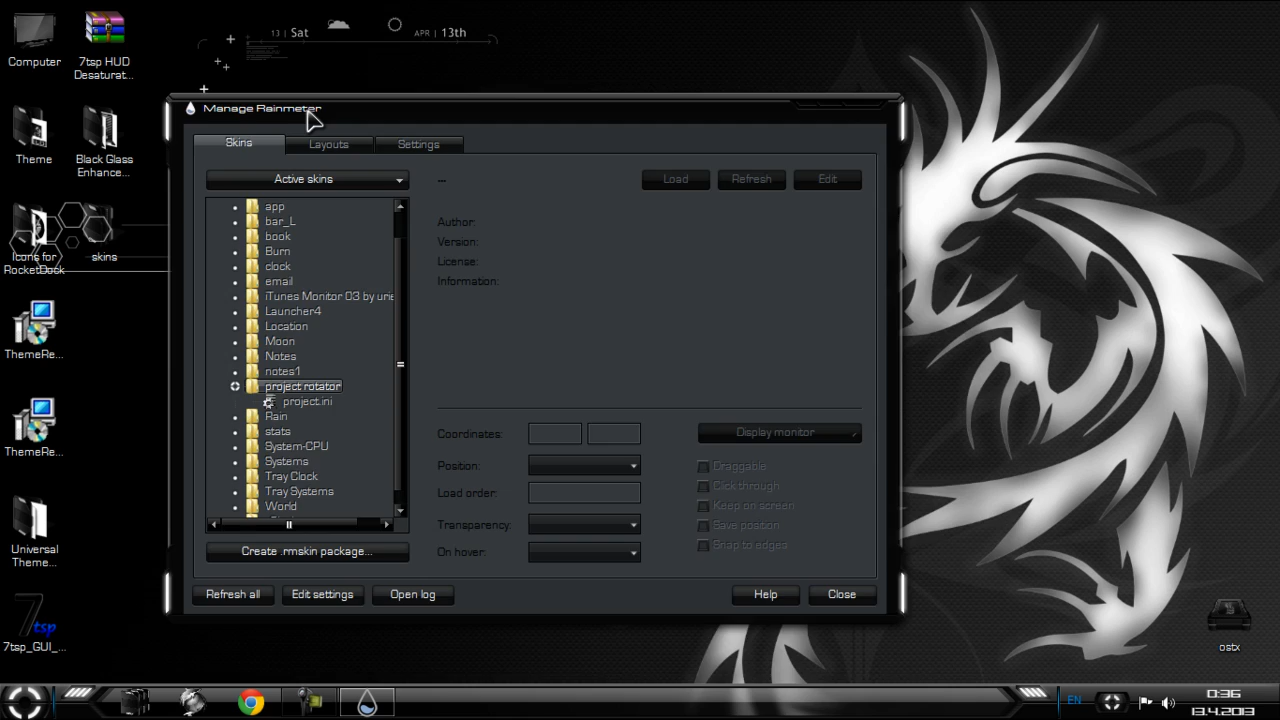 13 | Sat
APR | 13th
Computer
7tsp HUD
Desaturat...
Theme
Black Glass
Enhance...
Icons for
RocketDock
skins
ThemeRe...
ThemeRe...
Universal
Theme...
7tsp_GUI_...
ostx
Manage Rainmeter
Skins
Layouts
Settings
Active skins
...
Load
Refresh
Edit
app
bar_L
book
Burn
clock
email
iTunes Monitor 03 by urie
Launcher4
Location
Moon
Notes
notes1
project rotator
project.ini
Rain
stats
System-CPU
Systems
Tray Clock
Tray Systems
World
Author:
Version:
License:
Information:
Coordinates:
Display monitor
Position:
Draggable
Click through
Load order:
Keep on screen
Transparency:
Save position
On hover:
Snap to edges
Create .rmskin package...
Refresh all
Edit settings
Open log
Help
Close
EN
0:36
13.4.2013